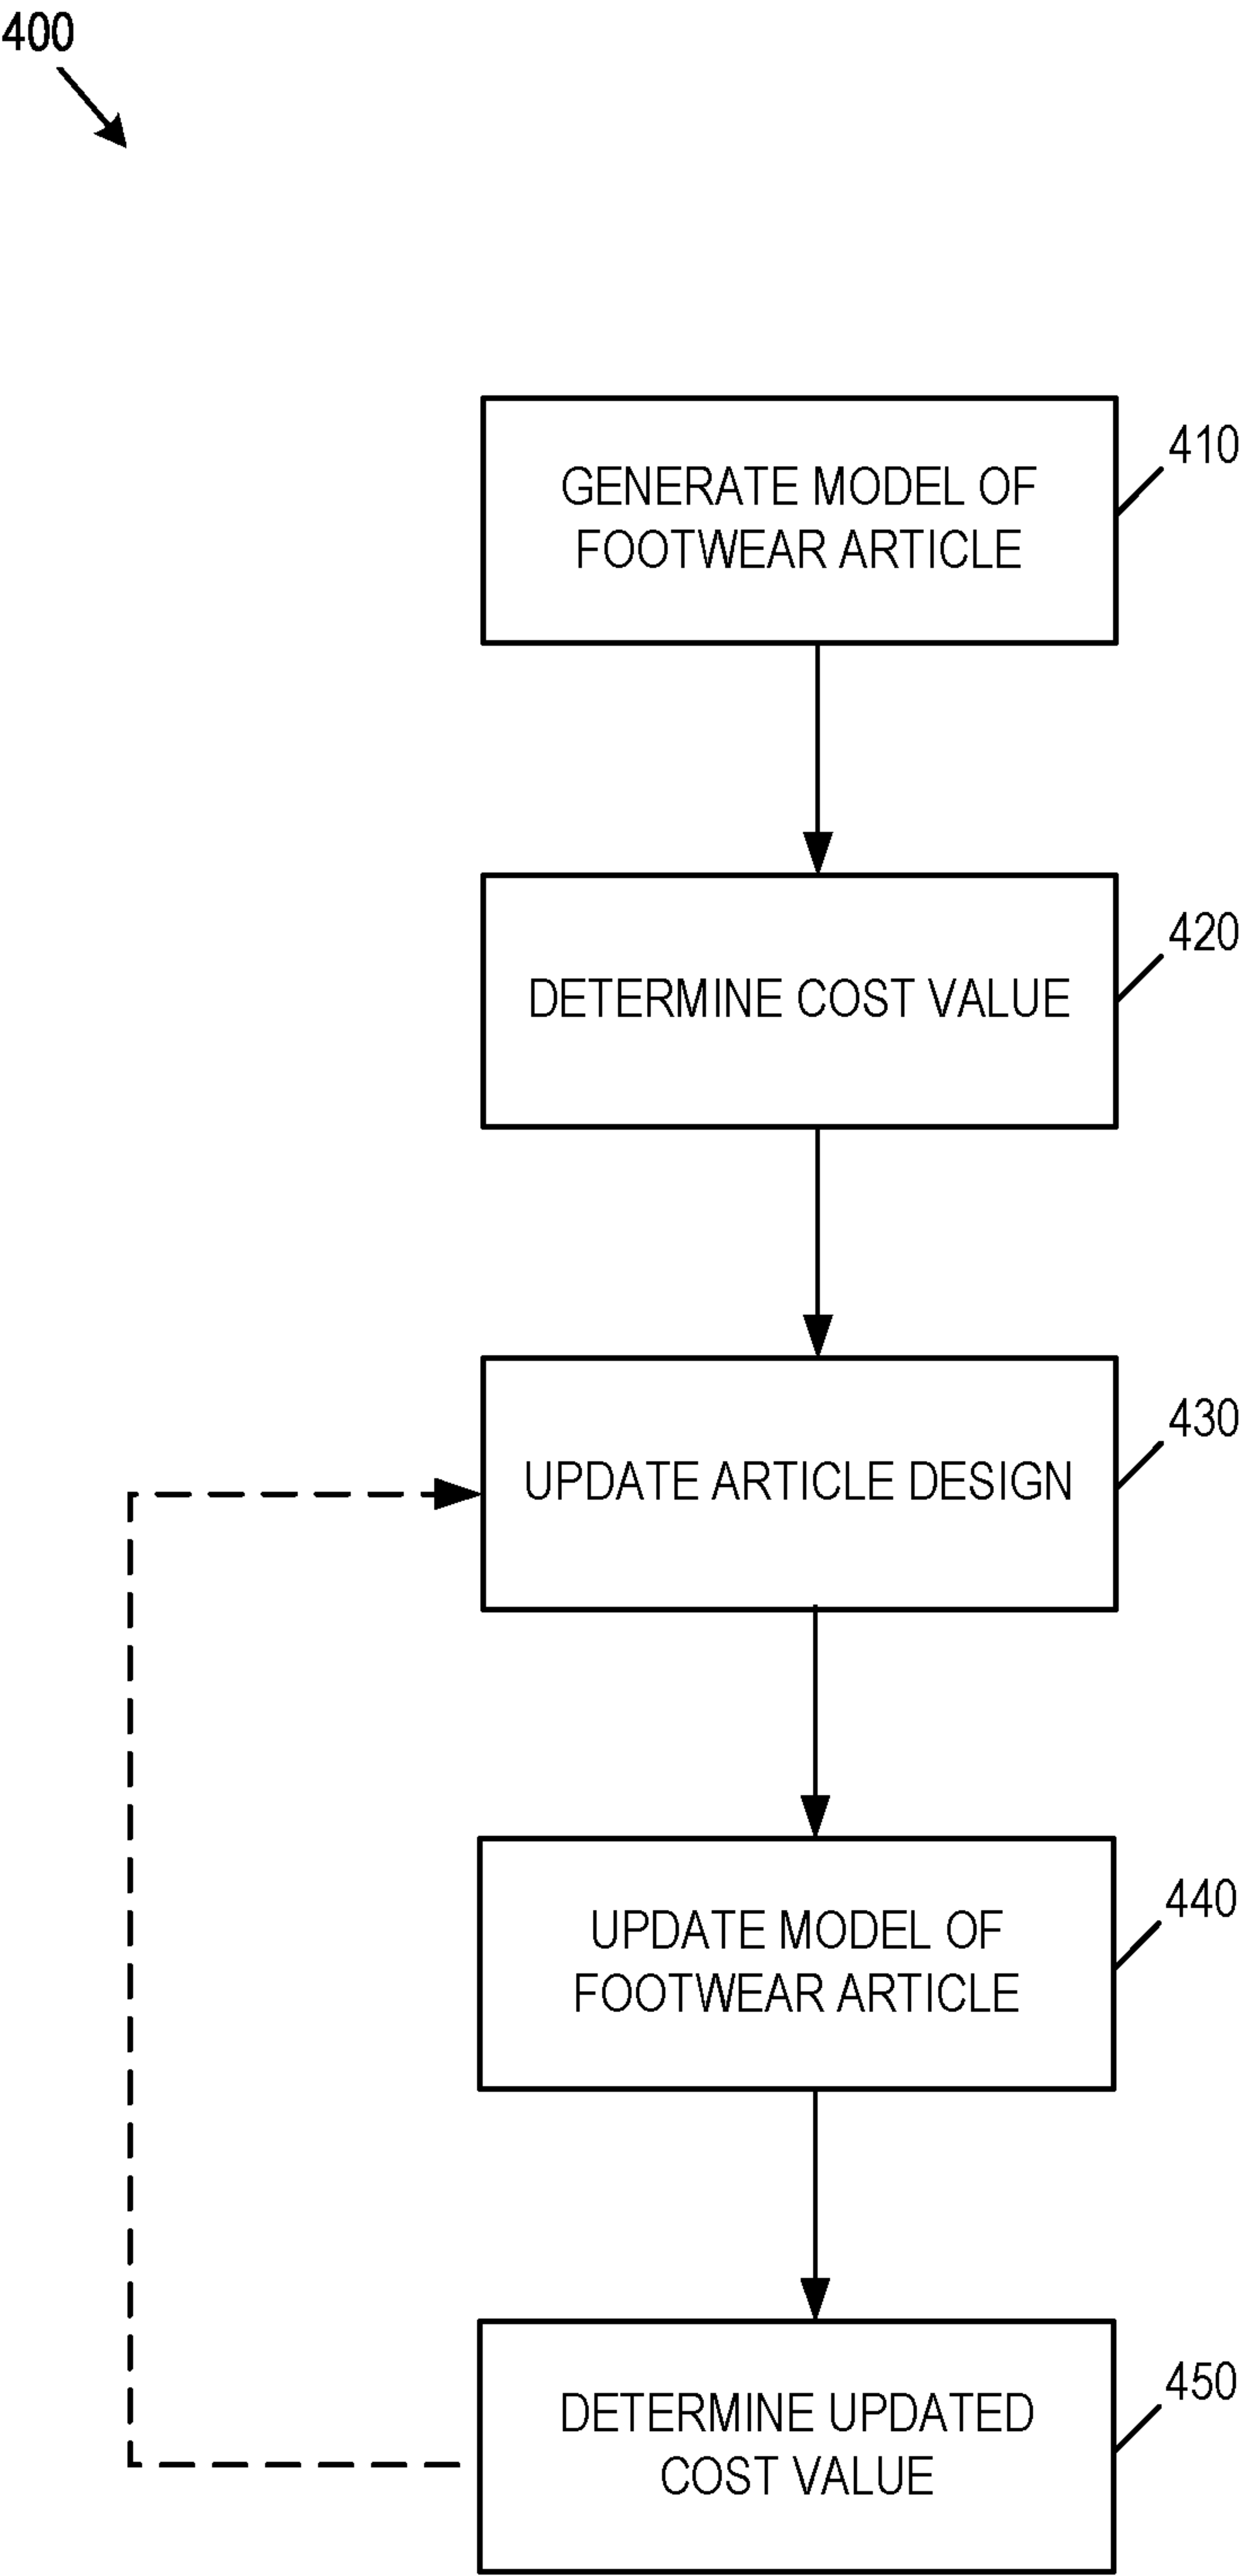 400
GENERATE MODEL OF
FOOTWEAR ARTICLE
410
DETERMINE COST VALUE
420
UPDATE ARTICLE DESIGN
430
UPDATE MODEL OF
FOOTWEAR ARTICLE
440
DETERMINE UPDATED
COST VALUE
450